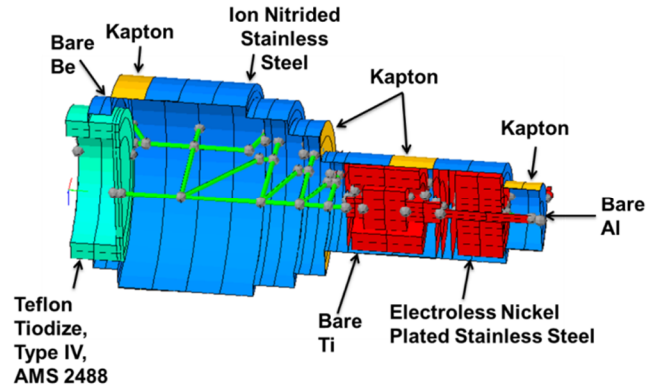 Bare
Be
Kapton
Ion Nitrided
Stainless
Steel
Kapton
Kapton
Bare
Al
Teflon
Tiodize,
Type IV,
AMS 2488
Bare
Ti
Electroless Nickel
Plated Stainless Steel